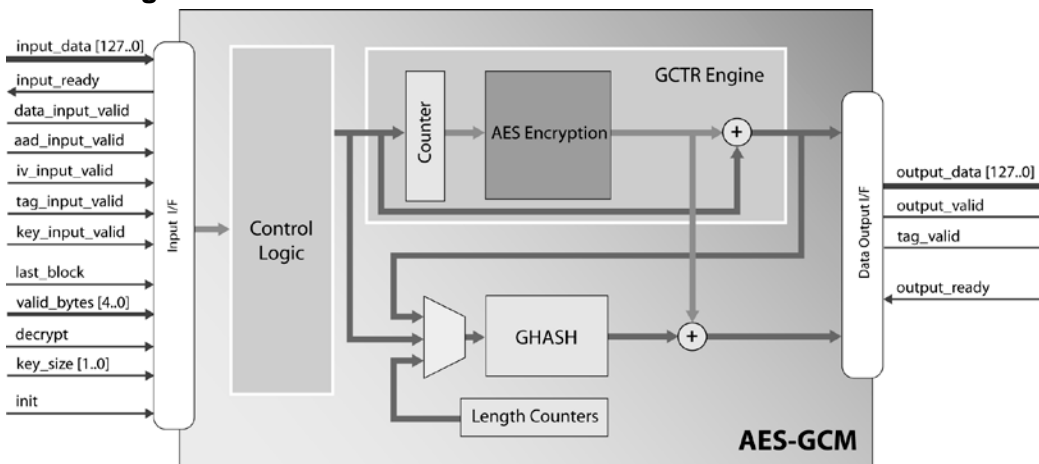 input_data [127..0]
input_ready
data_input_valid
aad_input_valid
iv_input_valid
tag_input_valid
key_input_valid
last_block
valid_bytes [4..0]
decrypt
key_size [1..0]
init
Input I/F
Control
Logic
GCTR Engine
Counter
AES Encryption
+
GHASH
+
Length Counters
AES-GCM
Data Output I/F
output_data [127..0]
output_valid
tag_valid
output_ready